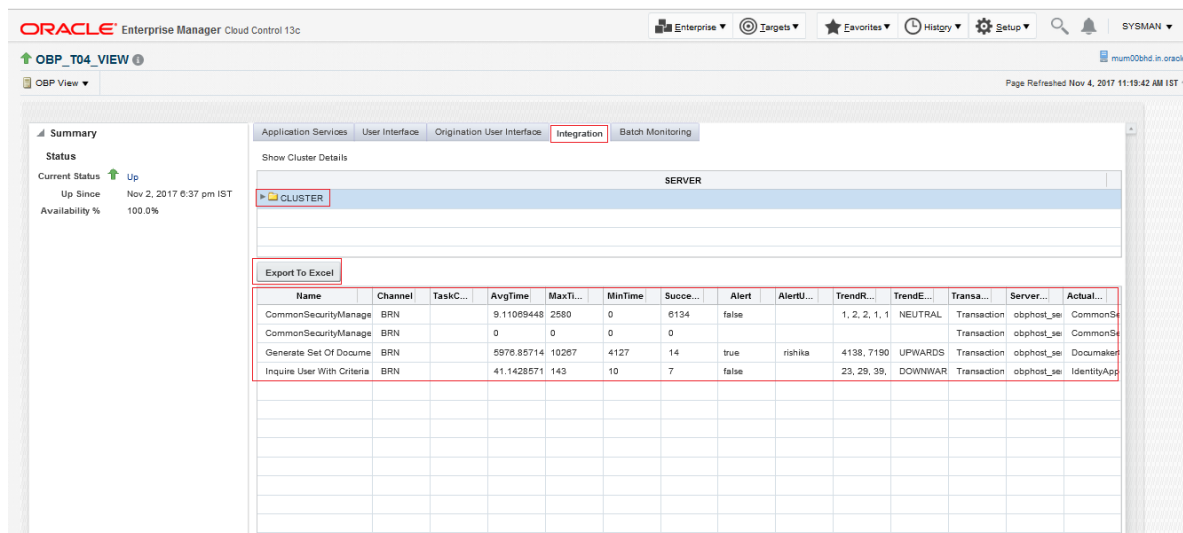 ORACLE Enterprise Manager Cloud Control 13c Enterprise Targets Favorites History Setup SYSMAN
OBP_T04_VIEW mum00bhd.in.oracl
OBP View Page Refreshed Nov 4, 2017 11:19:42 AM IST
Summary
Status
Current Status Up
Up Since Nov 2, 2017 6:37 pm IST
Availability % 100.0%
Application Services User Interface Origination User Interface Integration Batch Monitoring
Show Cluster Details
SERVER
CLUSTER
Export To Excel
Name Channel TaskC... AvgTime MaxTi... MinTime Succe... Alert AlertU... TrendR... TrendE... Transa... Server... Actual...
CommonSecurityManage BRN 9.11069448 2580 0 6134 false 1, 2, 2, 1, 1 NEUTRAL Transaction obphost_se CommonSe
CommonSecurityManage BRN 0 0 0 0 Transaction obphost_se CommonSe
Generate Set Of Docume BRN 5976.85714 10267 4127 14 true rishika 4138, 7190 UPWARDS Transaction obphost_se Documaker
Inquire User With Criteria BRN 41.1428571 143 10 7 false 23, 29, 39, DOWNWAR Transaction obphost_se IdentityApp